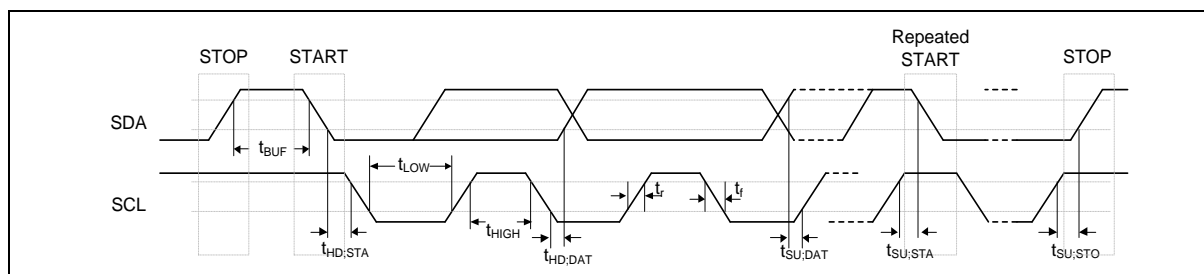 STOP
START
Repeated
START
STOP
SDA
tBUF
tLOW
SCL
tr
tf
tHD;STA
tHIGH
tHD;DAT
tSU;DAT
tSU;STA
tSU;STO